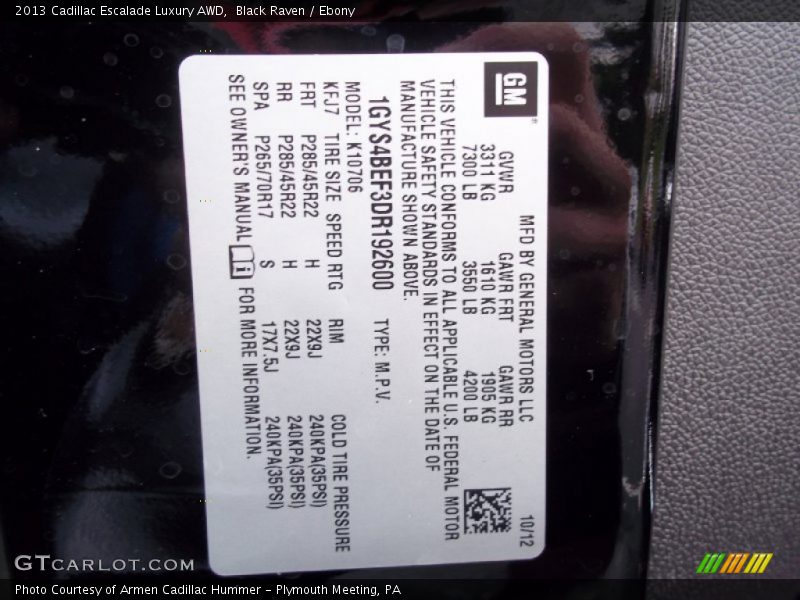 2013 Cadillac Escalade Luxury AWD, Black Raven / Ebony
GM
MFD BY GENERAL MOTORS LLC 10/12
GVWR GAWR FRT GAWR RR
3311 KG 1610 KG 1905 KG
7300 LB 3550 LB 4200 LB
THIS VEHICLE CONFORMS TO ALL APPLICABLE U.S. FEDERAL MOTOR
VEHICLE SAFETY STANDARDS IN EFFECT ON THE DATE OF
MANUFACTURE SHOWN ABOVE.
1GYS4BEF3DR192600 TYPE: M.P.V.
MODEL: K10706
KFJ7 TIRE SIZE SPEED RTG RIM COLD TIRE PRESSURE
FRT P285/45R22 H 22X9J 240KPA(35PSI)
RR P285/45R22 H 22X9J 240KPA(35PSI)
SPA P265/70R17 S 17X7.5J 240KPA(35PSI)
SEE OWNER'S MANUAL FOR MORE INFORMATION.
GTCARLOT.COM
Photo Courtesy of Armen Cadillac Hummer - Plymouth Meeting, PA